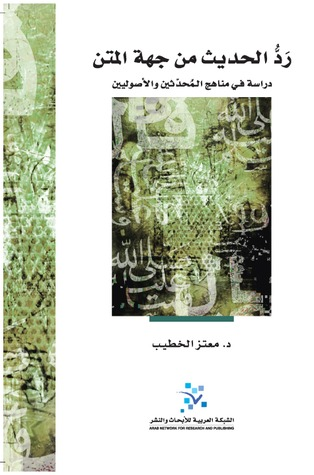 رَدُّ الحديث من جهة المتن
دراسة في مناهج المُحدّثين والأصوليين
د. معتز الخطيب
الشبكة العربية للأبحاث والنشر
ARAB NETWORK FOR RESEARCH AND PUBLISHING